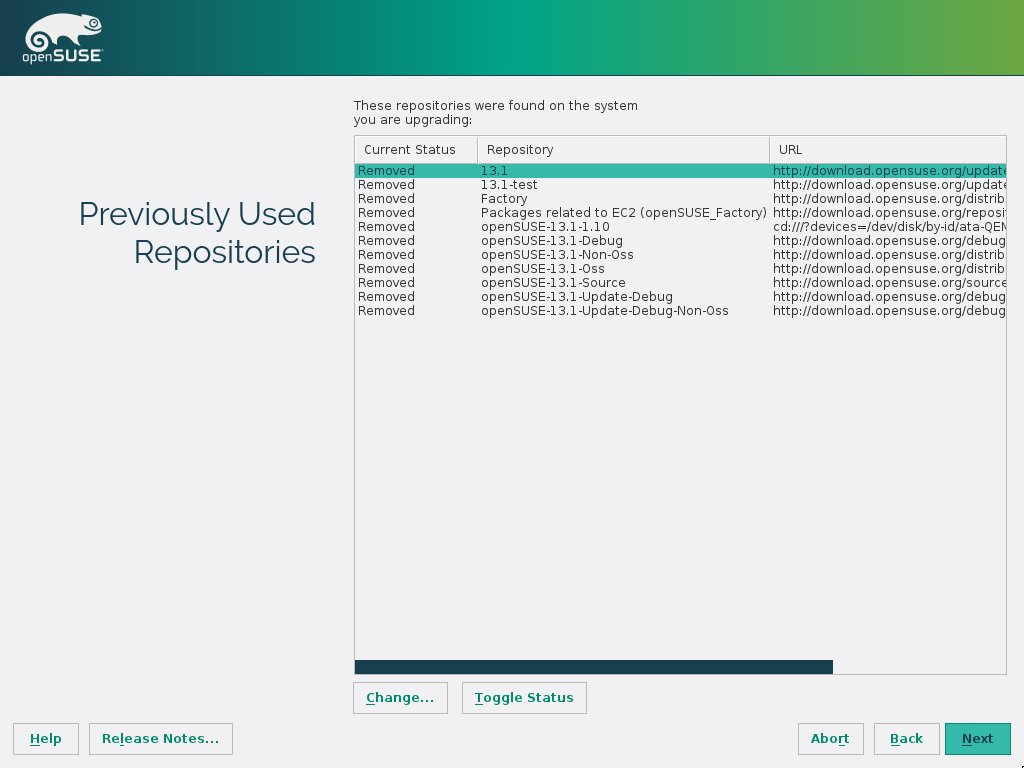 openSUSE
These repositories were found on the system
you are upgrading:
Previously Used
Repositories
Current Status Repository URL
Removed 13.1 http://download.opensuse.org/update
Removed 13.1-test http://download.opensuse.org/update
Removed Factory http://download.opensuse.org/distrib
Removed Packages related to EC2 (openSUSE_Factory) http://download.opensuse.org/reposit
Removed openSUSE-13.1-1.10 cd:///?devices=/dev/disk/by-id/ata-QEM
Removed openSUSE-13.1-Debug http://download.opensuse.org/debug
Removed openSUSE-13.1-Non-Oss http://download.opensuse.org/distrib
Removed openSUSE-13.1-Oss http://download.opensuse.org/distrib
Removed openSUSE-13.1-Source http://download.opensuse.org/source
Removed openSUSE-13.1-Update-Debug http://download.opensuse.org/debug
Removed openSUSE-13.1-Update-Debug-Non-Oss http://download.opensuse.org/debug
Change... Toggle Status
Help Release Notes... Abort Back Next